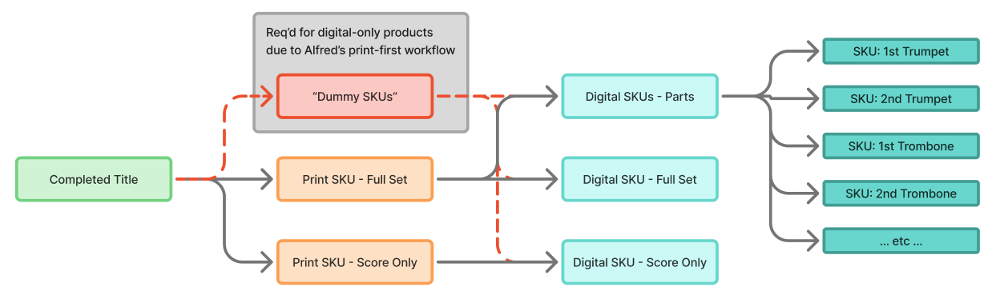 Req’d for digital-only products
due to Alfred’s print-first workflow
“Dummy SKUs”
Completed Title
Print SKU - Full Set
Print SKU - Score Only
Digital SKUs - Parts
Digital SKU - Full Set
Digital SKU - Score Only
SKU: 1st Trumpet
SKU: 2nd Trumpet
SKU: 1st Trombone
SKU: 2nd Trombone
... etc ...